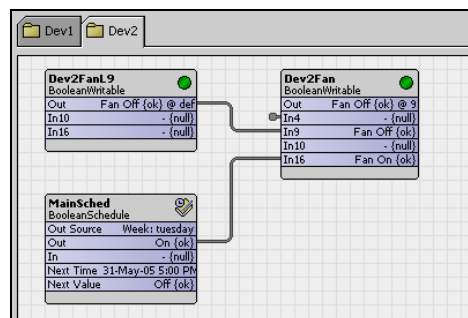 Dev1 Dev2
Dev2FanL9
BooleanWritable
Out Fan Off {ok} @ def
In10 - {null}
In16 - {null}
Dev2Fan
BooleanWritable
Out Fan Off {ok} @ 9
In4 - {null}
In9 Fan Off {ok}
In10 - {null}
In16 Fan On {ok}
MainSched
BooleanSchedule
Out Source Week: tuesday
Out On {ok}
In - {null}
Next Time 31-May-05 5:00 PM
Next Value Off {ok}